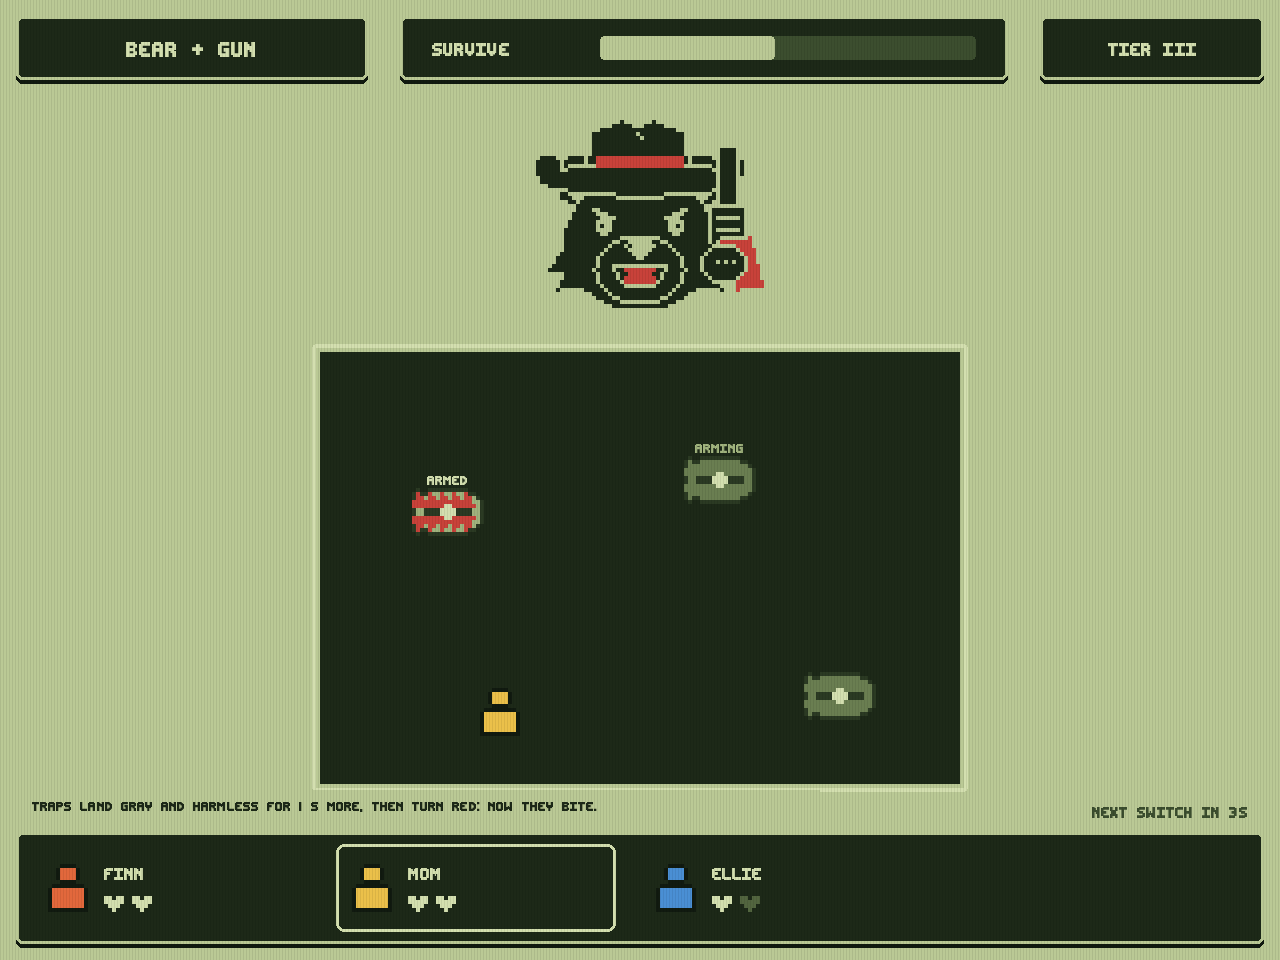 BEAR + GUN
SURVIVE
TIER III
ARMING
ARMED
TRAPS LAND GRAY AND HARMLESS FOR 1 S MORE, THEN TURN RED: NOW THEY BITE.
NEXT SWITCH IN 3S
FINN
MOM
ELLIE